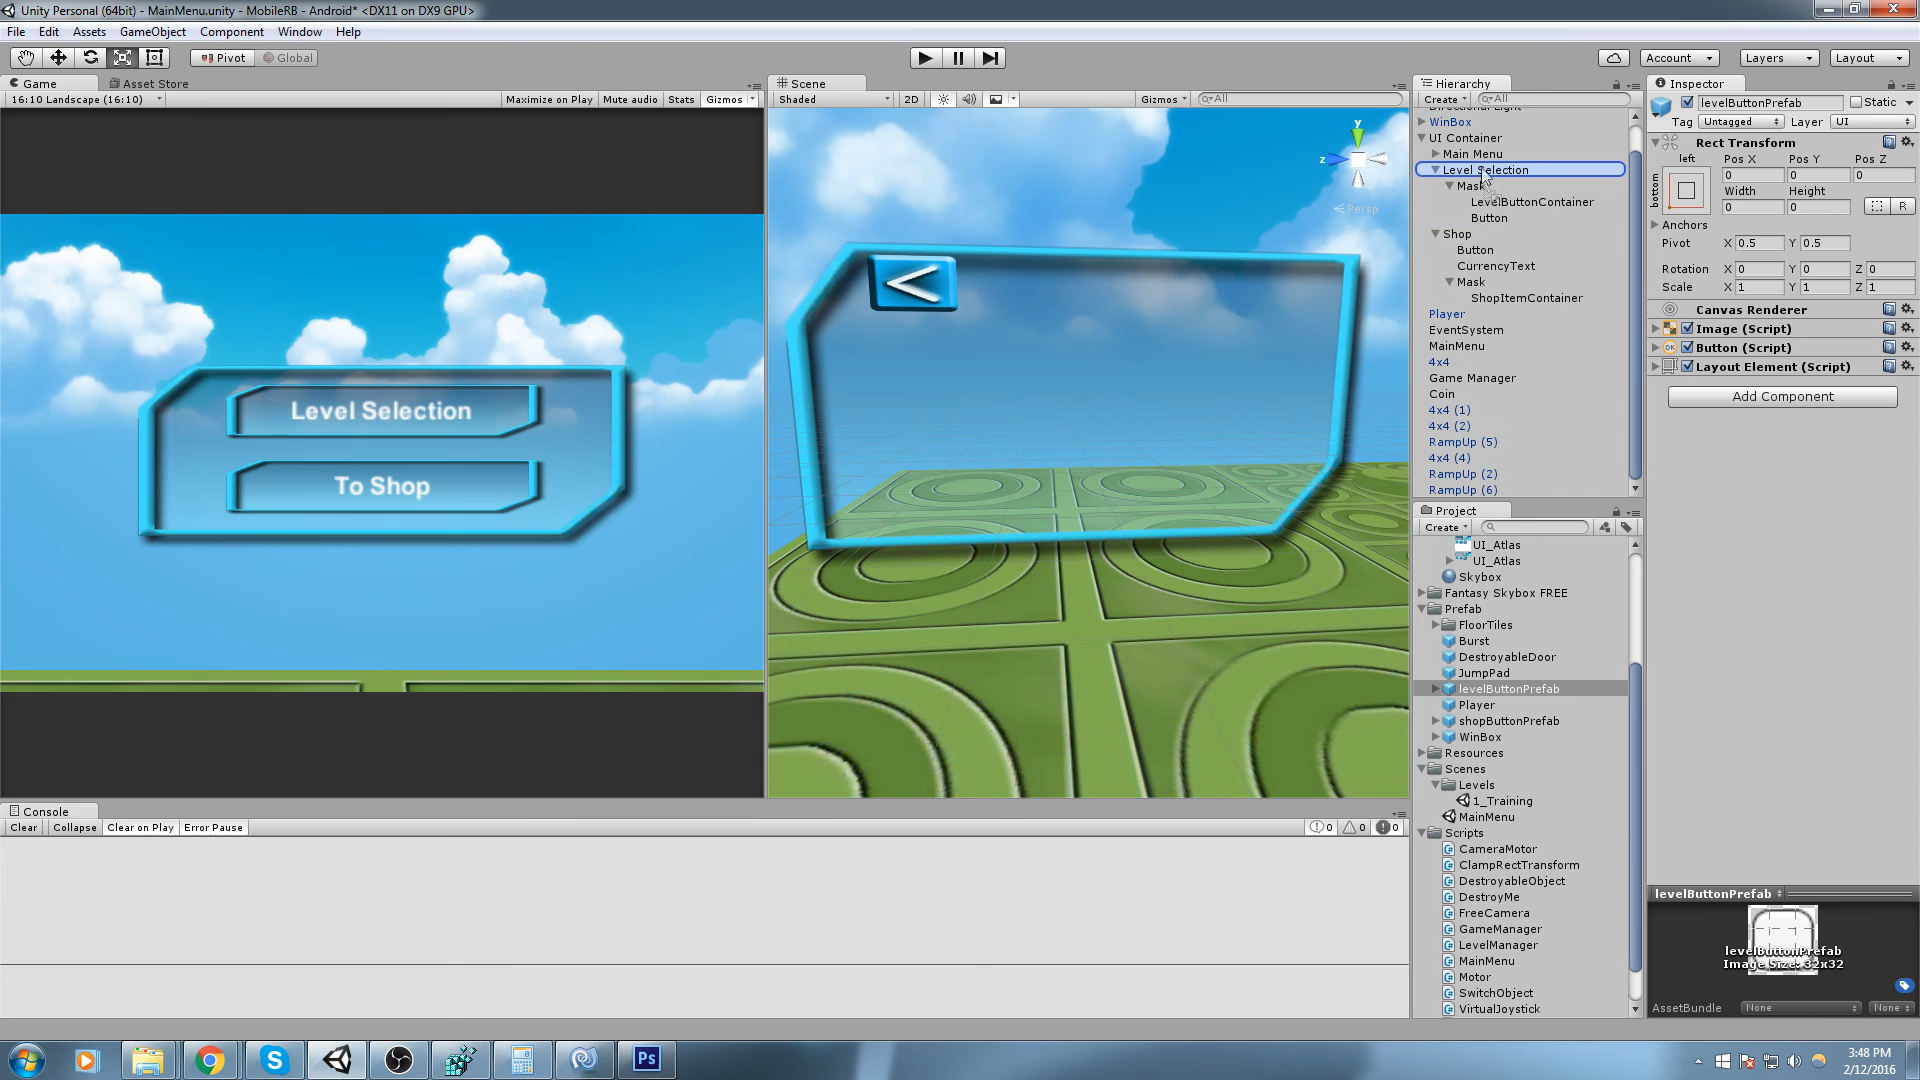 Unity Personal (64bit) - MainMenu.unity - MobileRB - Android* <DX11 on DX9 GPU>
File Edit Assets GameObject Component Window Help
Pivot Global Account Layers Layout
Game Asset Store
16:10 Landscape (16:10) Maximize on Play Mute audio Stats Gizmos
Level Selection
To Shop
Scene
Shaded 2D Gizmos All
y
z
Persp
<
Hierarchy
Create All
WinBox
UI Container
Main Menu
Level Selection
Mask
LevelButtonContainer
Button
Shop
Button
CurrencyText
Mask
ShopItemContainer
Player
EventSystem
MainMenu
4x4
Game Manager
Coin
4x4 (1)
4x4 (2)
RampUp (5)
4x4 (4)
RampUp (2)
RampUp (6)
Project
Create
UI_Atlas
UI_Atlas
Skybox
Fantasy Skybox FREE
Prefab
FloorTiles
Burst
DestroyableDoor
JumpPad
levelButtonPrefab
Player
shopButtonPrefab
WinBox
Resources
Scenes
Levels
1_Training
MainMenu
Scripts
CameraMotor
ClampRectTransform
DestroyableObject
DestroyMe
FreeCamera
GameManager
LevelManager
MainMenu
Motor
SwitchObject
VirtualJoystick
Inspector
levelButtonPrefab Static
Tag Untagged Layer UI
Rect Transform
left Pos X Pos Y Pos Z
bottom 0 0 0
Width Height
0 0 R
Anchors
Pivot X 0.5 Y 0.5
Rotation X 0 Y 0 Z 0
Scale X 1 Y 1 Z 1
Canvas Renderer
Image (Script)
Button (Script)
Layout Element (Script)
Add Component
levelButtonPrefab
levelButtonPrefab
Image Size: 32x32
AssetBundle None None
Console
Clear Collapse Clear on Play Error Pause 0 0 0
Ps
3:48 PM
2/12/2016